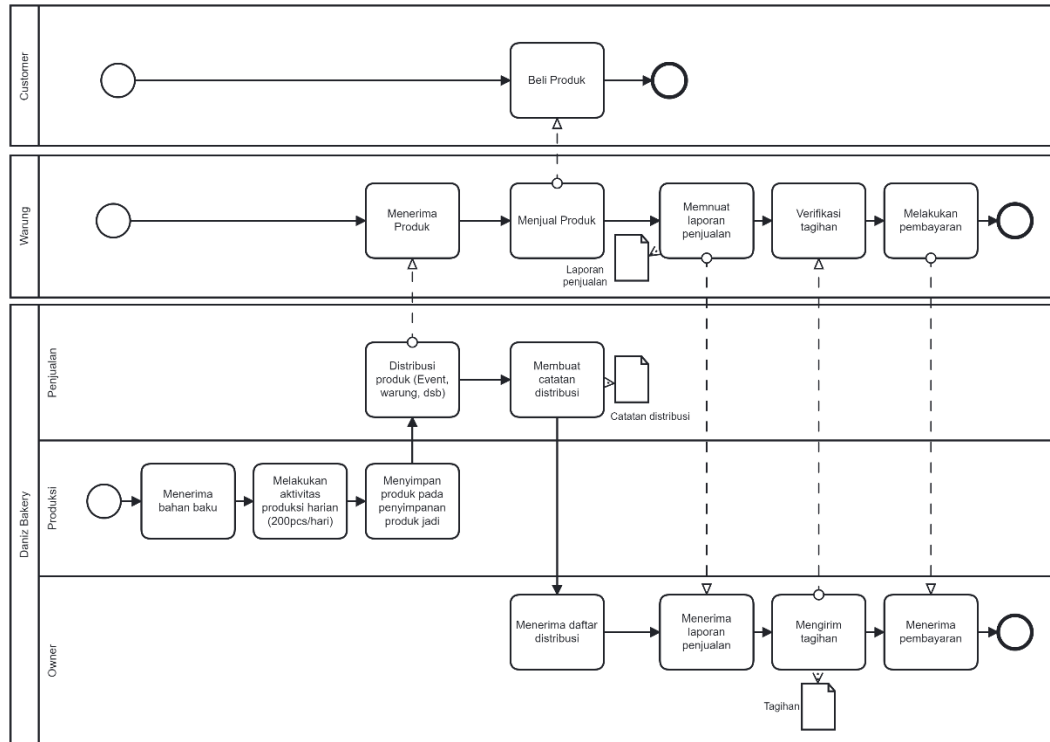 Customer
Beli Produk
Warung
Menerima
Produk
Menjual Produk
Memnuat
laporan
penjualan
Verifikasi
tagihan
Melakukan
pembayaran
Laporan
penjualan
Daniz Bakery
Penjualan
Distribusi
produk (Event,
warung, dsb)
Membuat
catatan
distribusi
Catatan distribusi
Produksi
Menerima
bahan baku
Melakukan
aktivitas
produksi harian
(200pcs/hari)
Menyimpan
produk pada
penyimpanan
produk jadi
Owner
Menerima daftar
distribusi
Menerima
laporan
penjualan
Mengirim
tagihan
Menerima
pembayaran
Tagihan